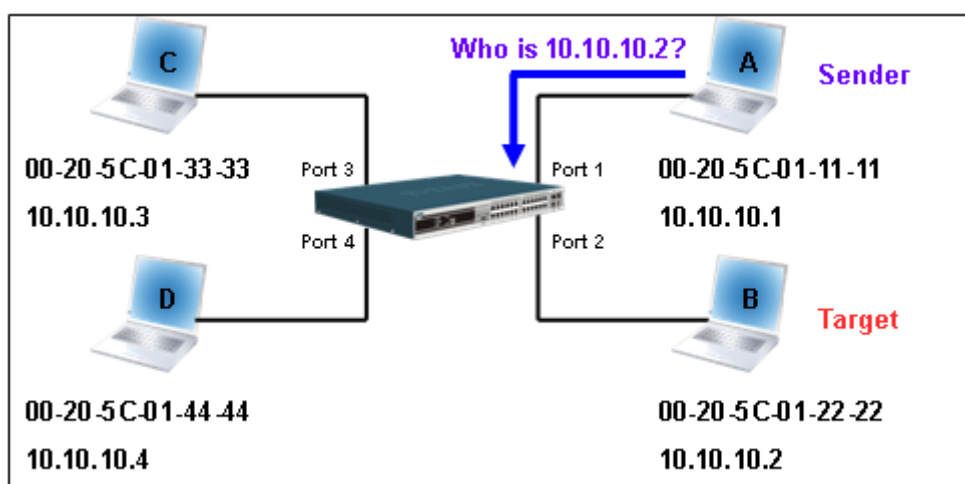 C
Who is 10.10.10.2?
A
Sender
00-20-5C-01-33-33
10.10.10.3
Port 3
Port 1
00-20-5C-01-11-11
10.10.10.1
Port 4
Port 2
D
B
Target
00-20-5C-01-44-44
10.10.10.4
00-20-5C-01-22-22
10.10.10.2